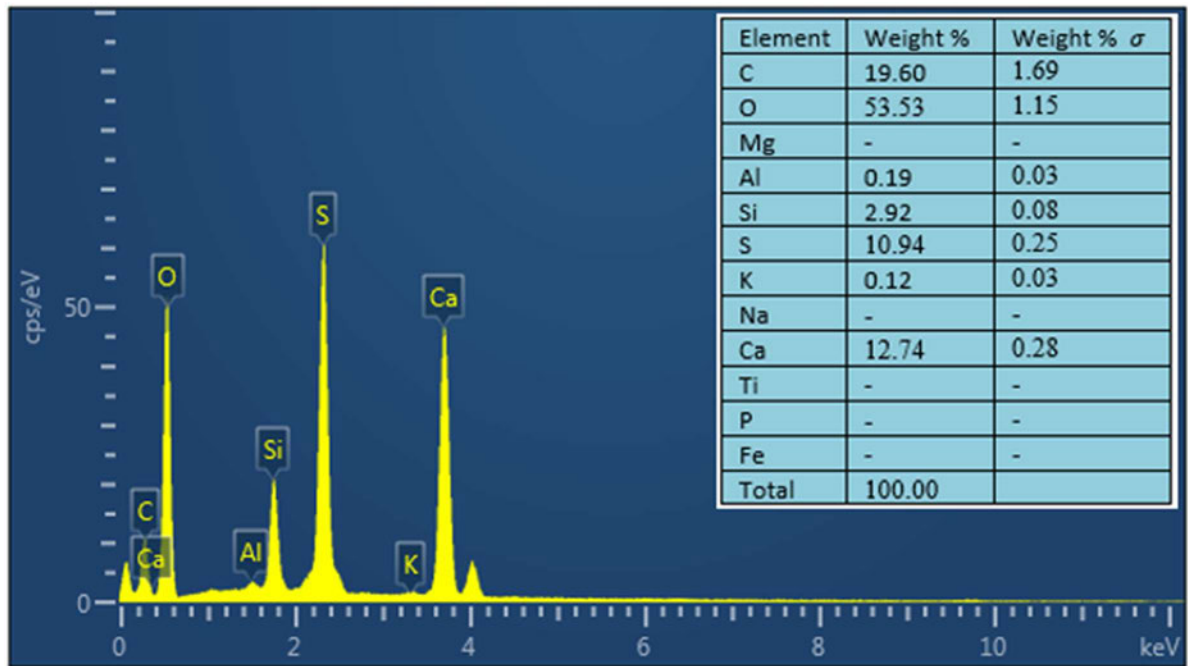 Element Weight % Weight % σ
C 19.60 1.69
O 53.53 1.15
Mg - -
Al 0.19 0.03
Si 2.92 0.08
S 10.94 0.25
K 0.12 0.03
Na - -
Ca 12.74 0.28
Ti - -
P - -
Fe - -
Total 100.00
S
O
Ca
50
cps/eV
Si
C
Ca
Al
K
0
0 2 4 6 8 10 keV